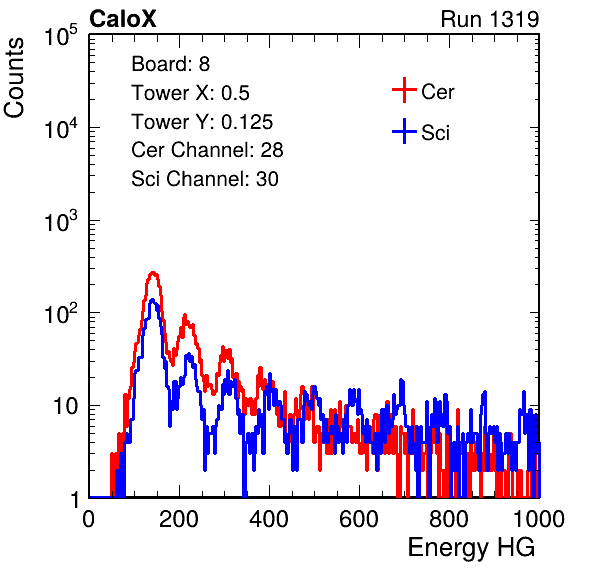 CaloX Run 1319
Counts
Board: 8
Tower X: 0.5
Tower Y: 0.125
Cer Channel: 28
Sci Channel: 30
Cer
Sci
10^5
10^4
10^3
10^2
10
1
0 200 400 600 800 1000
Energy HG